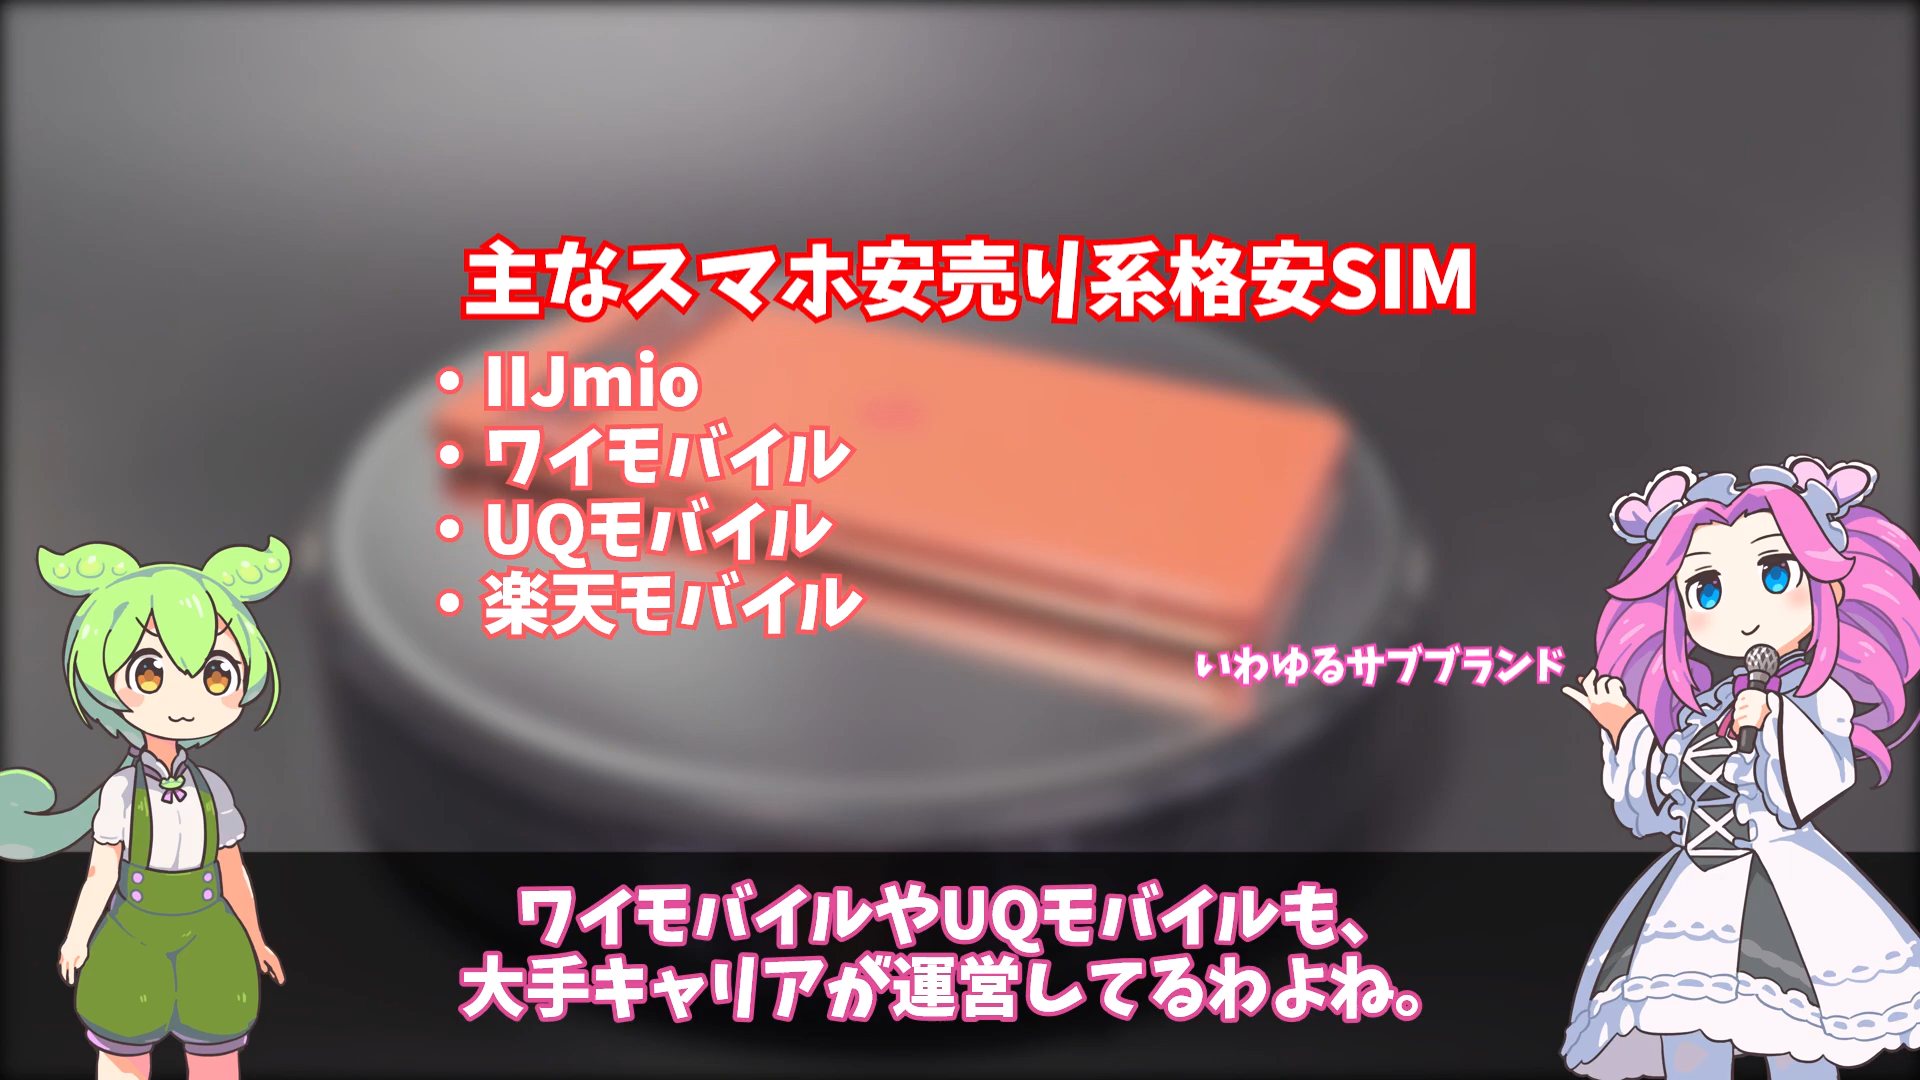 主なスマホ安売り系格安SIM
・IIJmio
・ワイモバイル
・UQモバイル
・楽天モバイル
いわゆるサブブランド
ワイモバイルやUQモバイルも、
大手キャリアが運営してるわよね。